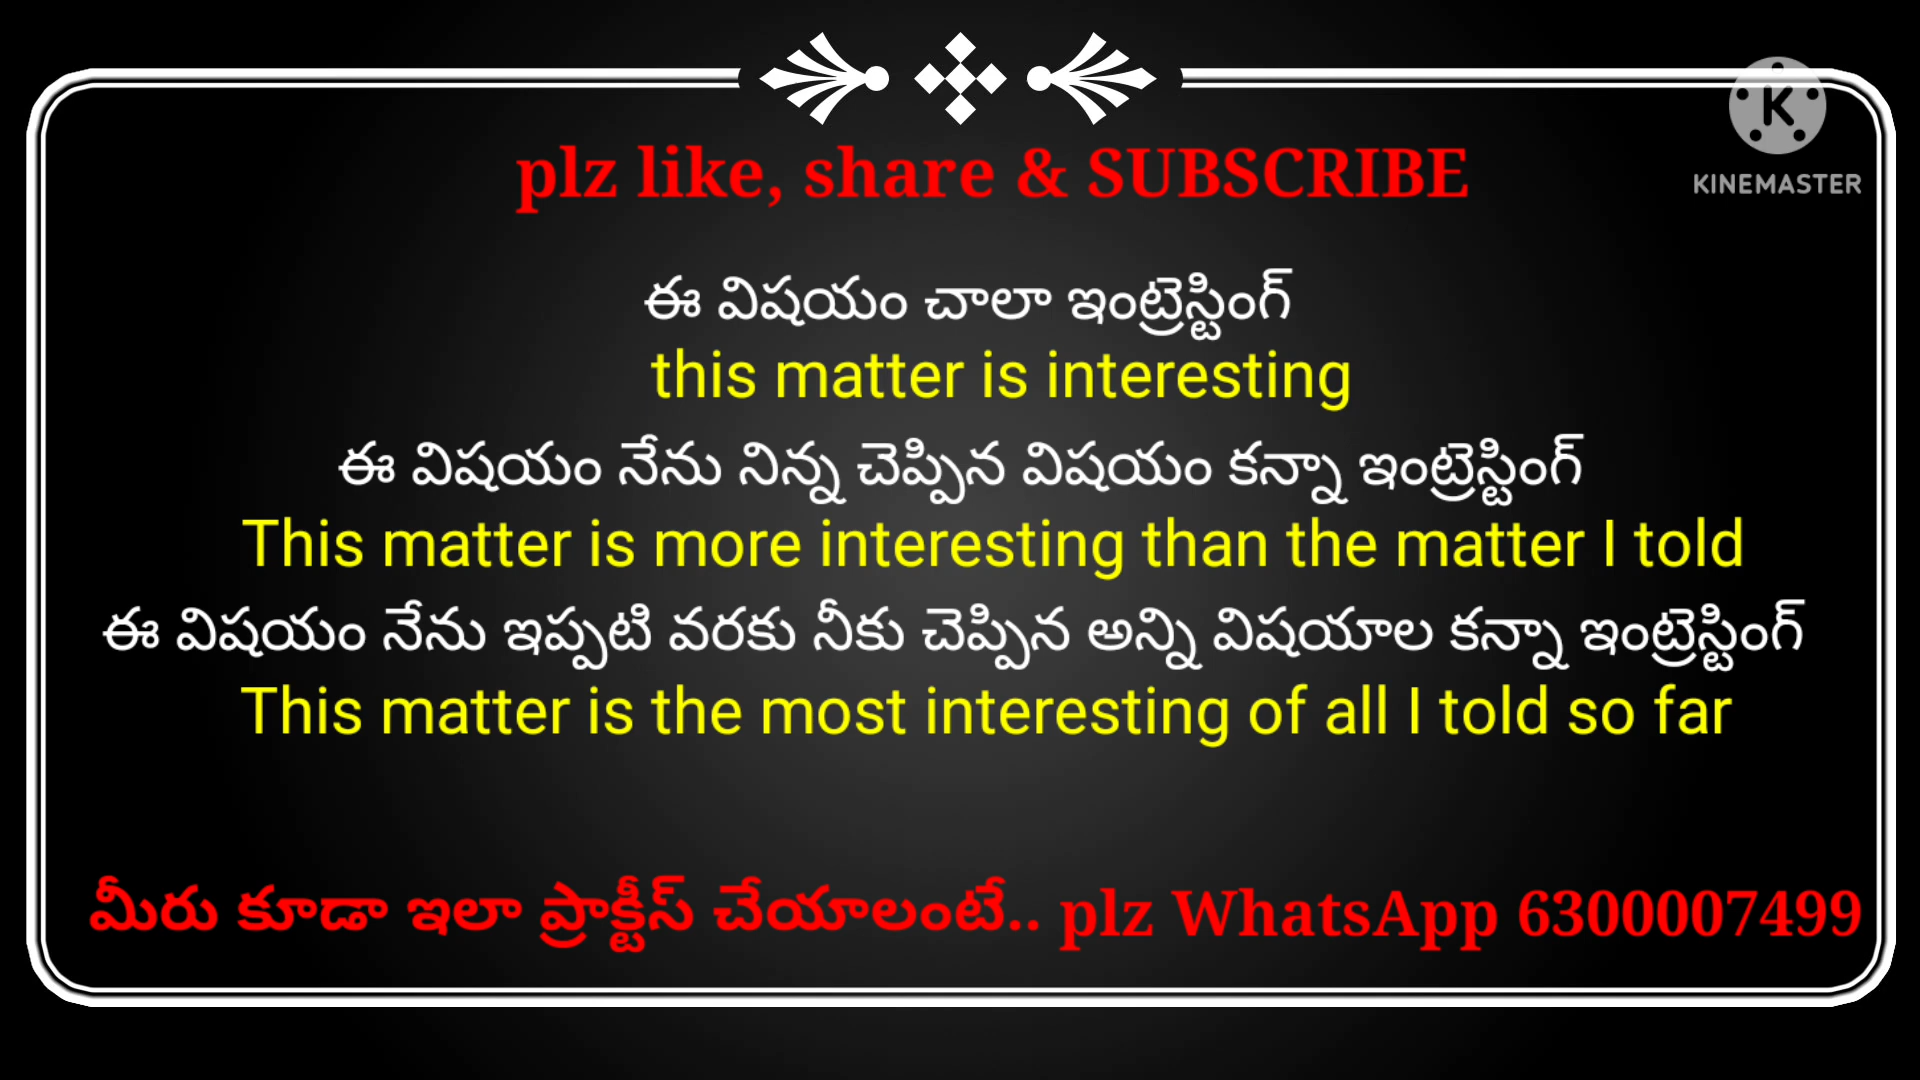 plz like, share & SUBSCRIBE
KINEMASTER
ఈ విషయం చాలా ఇంట్రెస్టింగ్
this matter is interesting
ఈ విషయం నేను నిన్న చెప్పిన విషయం కన్నా ఇంట్రెస్టింగ్
This matter is more interesting than the matter I told
ఈ విషయం నేను ఇప్పటి వరకు నీకు చెప్పిన అన్ని విషయాల కన్నా ఇంట్రెస్టింగ్
This matter is the most interesting of all I told so far
మీరు కూడా ఇలా ప్రాక్టీస్ చేయాలంటే.. plz WhatsApp 6300007499